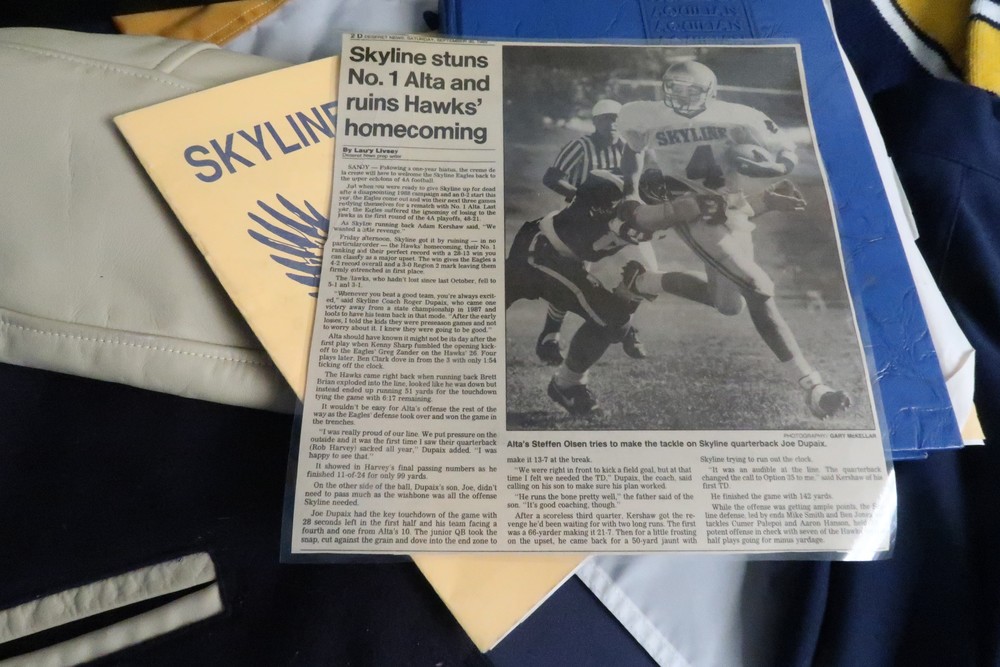 SKYLINE
2 D DESERET NEWS, SATURDAY, SEPTEMBER 30, 1989
Skyline stuns
No. 1 Alta and
ruins Hawks'
homecoming
By Laury Livsey
Deseret News prep writer
SANDY — Following a one-year hiatus, the creme de
la creme will have to welcome the Skyline Eagles back to
the upper echelons of 4A football.
Just when you were ready to give Skyline up for dead
after a disappointing 1988 campaign and an 0-2 start this
year, the Eagles come out and win their next three games
readying themselves for a rematch with No. 1 Alta. Last
year, the Eagles suffered the ignominy of losing to the
Hawks in the first round of the 4A playoffs, 48-21.
As Skyline running back Adam Kershaw said, "We
wanted a little revenge."
Friday afternoon, Skyline got it by ruining — in no
particular order — the Hawks' homecoming, their No. 1
ranking and their perfect record with a 28-13 win you
can classify as a major upset. The win gives the Eagles a
4-2 record overall and a 3-0 Region 2 mark leaving them
firmly entrenched in first place.
The Hawks, who hadn't lost since last October, fell to
5-1 and 3-1.
"Whenever you beat a good team, you're always excit-
ed," said Skyline Coach Roger Dupaix, who came one
victory away from a state championship in 1987 and
looks to have his team back in that mode. "After the early
losses, I told the kids they were preseason games and not
to worry about it. I knew they were going to be good."
Alta should have known it might not be its day after the
first play when Kenny Sharp fumbled the opening kick-
off to the Eagles' Greg Zander on the Hawks' 26. Four
plays later, Ben Clark dove in from the 3 with only 1:54
ticking off the clock.
The Hawks came right back when running back Brett
Brian exploded into the line, looked like he was down but
instead ended up running 51 yards for the touchdown
tying the game with 6:17 remaining.
It wouldn't be easy for Alta's offense the rest of the
way as the Eagles' defense took over and won the game in
the trenches.
"I was really proud of our line. We put pressure on the
outside and it was the first time I saw their quarterback
(Rob Harvey) sacked all year," Dupaix added. "I was
happy to see that."
It showed in Harvey's final passing numbers as he
finished 11-of-24 for only 99 yards.
On the other side of the ball, Dupaix's son, Joe, didn't
need to pass much as the wishbone was all the offense
Skyline needed.
Joe Dupaix had the key touchdown of the game with
28 seconds left in the first half and his team facing a
fourth and one from Alta's 10. The junior QB took the
snap, cut against the grain and dove into the end zone to
SKYLINE
4
PHOTOGRAPHY/ GARY McKELLAR
Alta's Steffen Olsen tries to make the tackle on Skyline quarterback Joe Dupaix.
make it 13-7 at the break.
"We were right in front to kick a field goal, but at that
time I felt we needed the TD," Dupaix, the coach, said
calling on his son to make sure his plan worked.
"He runs the bone pretty well," the father said of the
son. "It's good coaching, though."
After a scoreless third quarter, Kershaw got the re-
venge he'd been waiting for with two long runs. The first
was a 66-yarder making it 21-7. Then for a little frosting
on the upset, he came back for a 50-yard jaunt with
Skyline trying to run out the clock.
"It was an audible at the line. The quarterback
changed the call to Option 25 to me," said Kershaw of his
first TD.
He finished the game with 142 yards.
While the offense was getting ample points, the
line defense, led by ends Mike Smith and Ben Jones,
tackles Cumer Palopoi and Aaron Hanson, held
potent offense in check with seven of the Hawks'
half plays going for minus yardage.